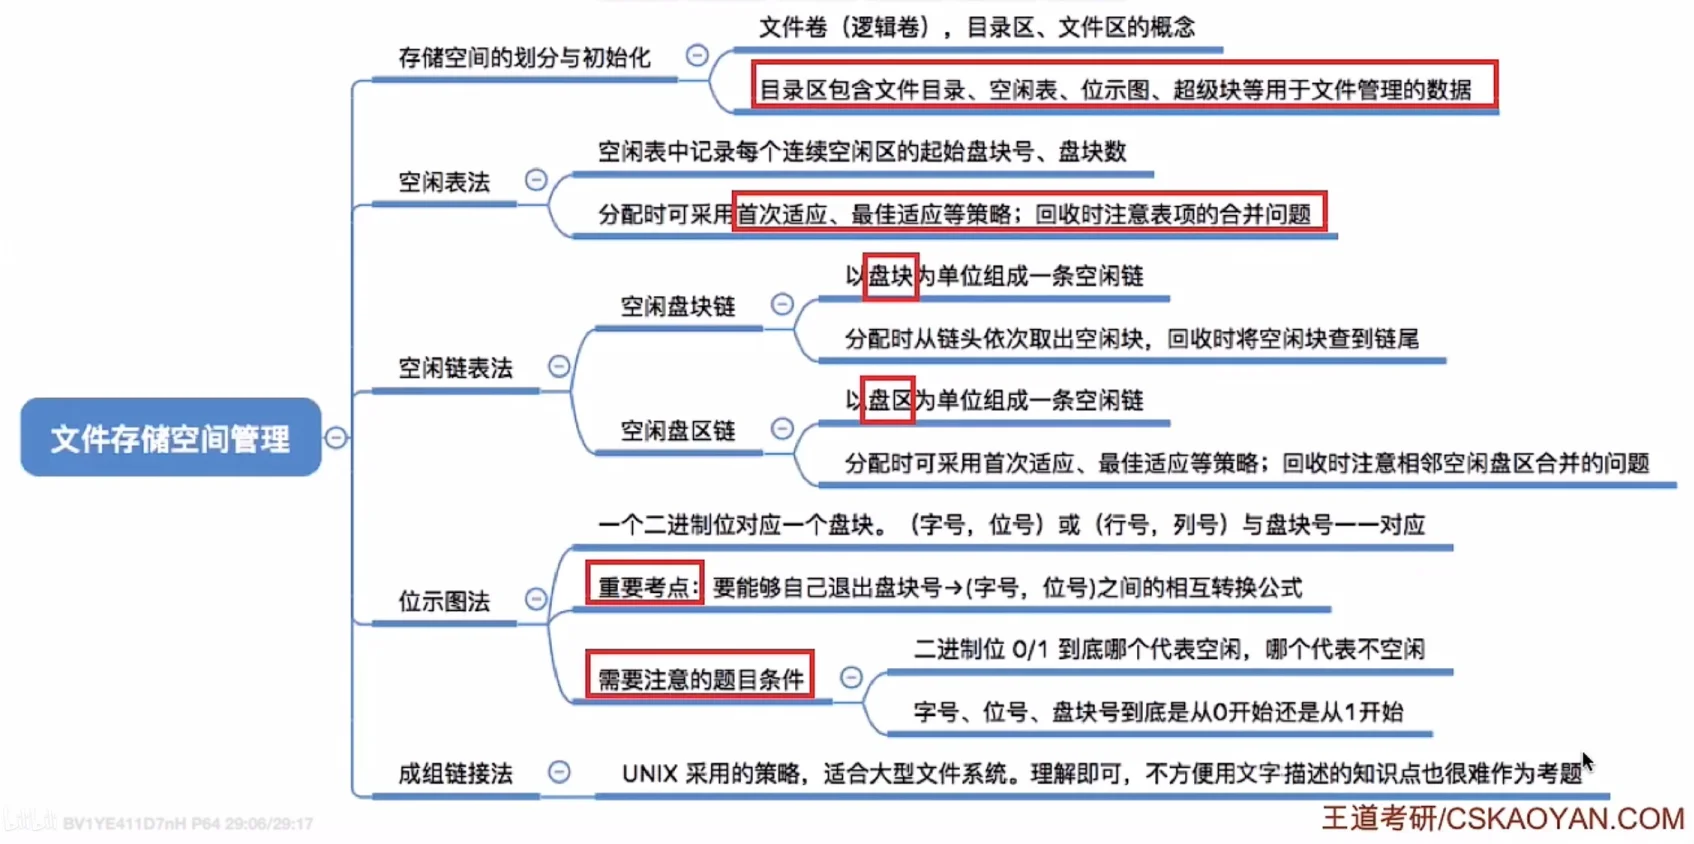 文件卷（逻辑卷），目录区、文件区的概念
存储空间的划分与初始化
目录区包含文件目录、空闲表、位示图、超级块等用于文件管理的数据
空闲表中记录每个连续空闲区的起始盘块号、盘块数
空闲表法
分配时可采用首次适应、最佳适应等策略；回收时注意表项的合并问题
以盘块为单位组成一条空闲链
空闲盘块链
分配时从链头依次取出空闲块，回收时将空闲块查到链尾
空闲链表法
以盘区为单位组成一条空闲链
空闲盘区链
分配时可采用首次适应、最佳适应等策略；回收时注意相邻空闲盘区合并的问题
文件存储空间管理
一个二进制位对应一个盘块。（字号，位号）或（行号，列号）与盘块号一一对应
重要考点：要能够自己退出盘块号→(字号，位号)之间的相互转换公式
位示图法
二进制位 0/1 到底哪个代表空闲，哪个代表不空闲
需要注意的题目条件
字号、位号、盘块号到底是从0开始还是从1开始
成组链接法
UNIX 采用的策略，适合大型文件系统。理解即可，不方便用文字描述的知识点也很难作为考题
王道考研/CSKAOYAN.COM
bilibili BV1YE411D7nH P64 29:06/29:17